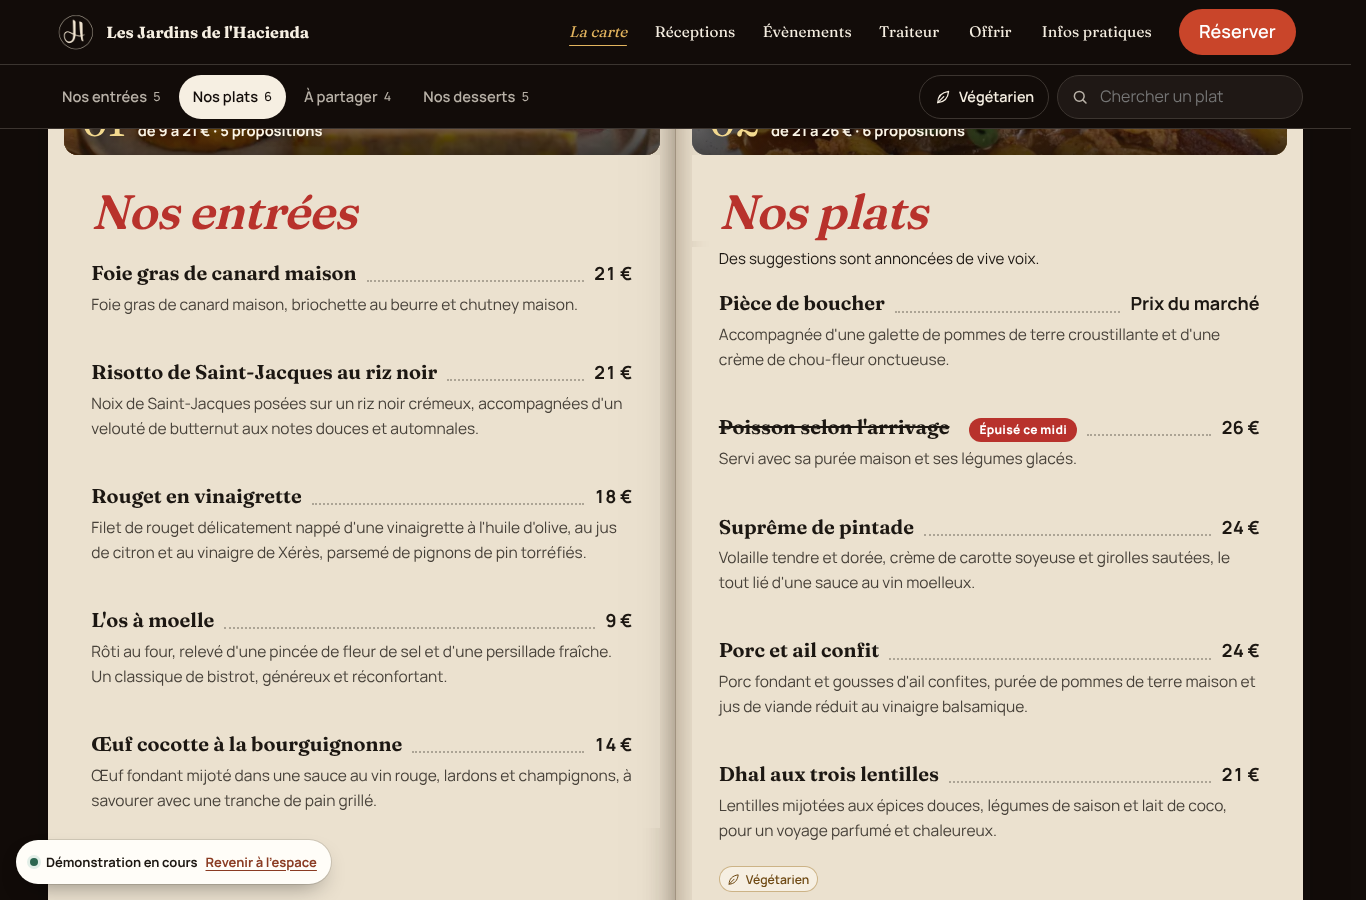 Les Jardins de l'Hacienda
La carte
Réceptions
Évènements
Traiteur
Offrir
Infos pratiques
Réserver
Nos entrées 5
Nos plats 6
À partager 4
Nos desserts 5
Végétarien
Chercher un plat
01 de 9 à 21 € · 5 propositions
Nos entrées
Foie gras de canard maison 21 €
Foie gras de canard maison, briochette au beurre et chutney maison.
Risotto de Saint-Jacques au riz noir 21 €
Noix de Saint-Jacques posées sur un riz noir crémeux, accompagnées d'un
velouté de butternut aux notes douces et automnales.
Rouget en vinaigrette 18 €
Filet de rouget délicatement nappé d'une vinaigrette à l'huile d'olive, au jus
de citron et au vinaigre de Xérès, parsemé de pignons de pin torréfiés.
L'os à moelle 9 €
Rôti au four, relevé d'une pincée de fleur de sel et d'une persillade fraîche.
Un classique de bistrot, généreux et réconfortant.
Œuf cocotte à la bourguignonne 14 €
Œuf fondant mijoté dans une sauce au vin rouge, lardons et champignons, à
savourer avec une tranche de pain grillé.
02 de 21 à 26 € · 6 propositions
Nos plats
Des suggestions sont annoncées de vive voix.
Pièce de boucher Prix du marché
Accompagnée d'une galette de pommes de terre croustillante et d'une
crème de chou-fleur onctueuse.
Poisson selon l'arrivage Épuisé ce midi 26 €
Servi avec sa purée maison et ses légumes glacés.
Suprême de pintade 24 €
Volaille tendre et dorée, crème de carotte soyeuse et girolles sautées, le
tout lié d'une sauce au vin moelleux.
Porc et ail confit 24 €
Porc fondant et gousses d'ail confites, purée de pommes de terre maison et
jus de viande réduit au vinaigre balsamique.
Dhal aux trois lentilles 21 €
Lentilles mijotées aux épices douces, légumes de saison et lait de coco,
pour un voyage parfumé et chaleureux.
Végétarien
Démonstration en cours Revenir à l'espace